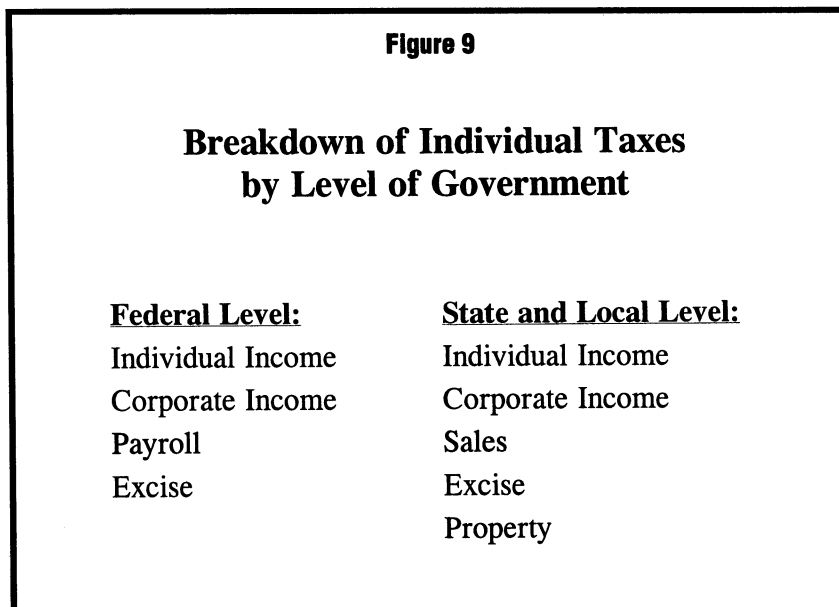 Figure 9
Breakdown of Individual Taxes
by Level of Government
Federal Level:
Individual Income
Corporate Income
Payroll
Excise
State and Local Level:
Individual Income
Corporate Income
Sales
Excise
Property